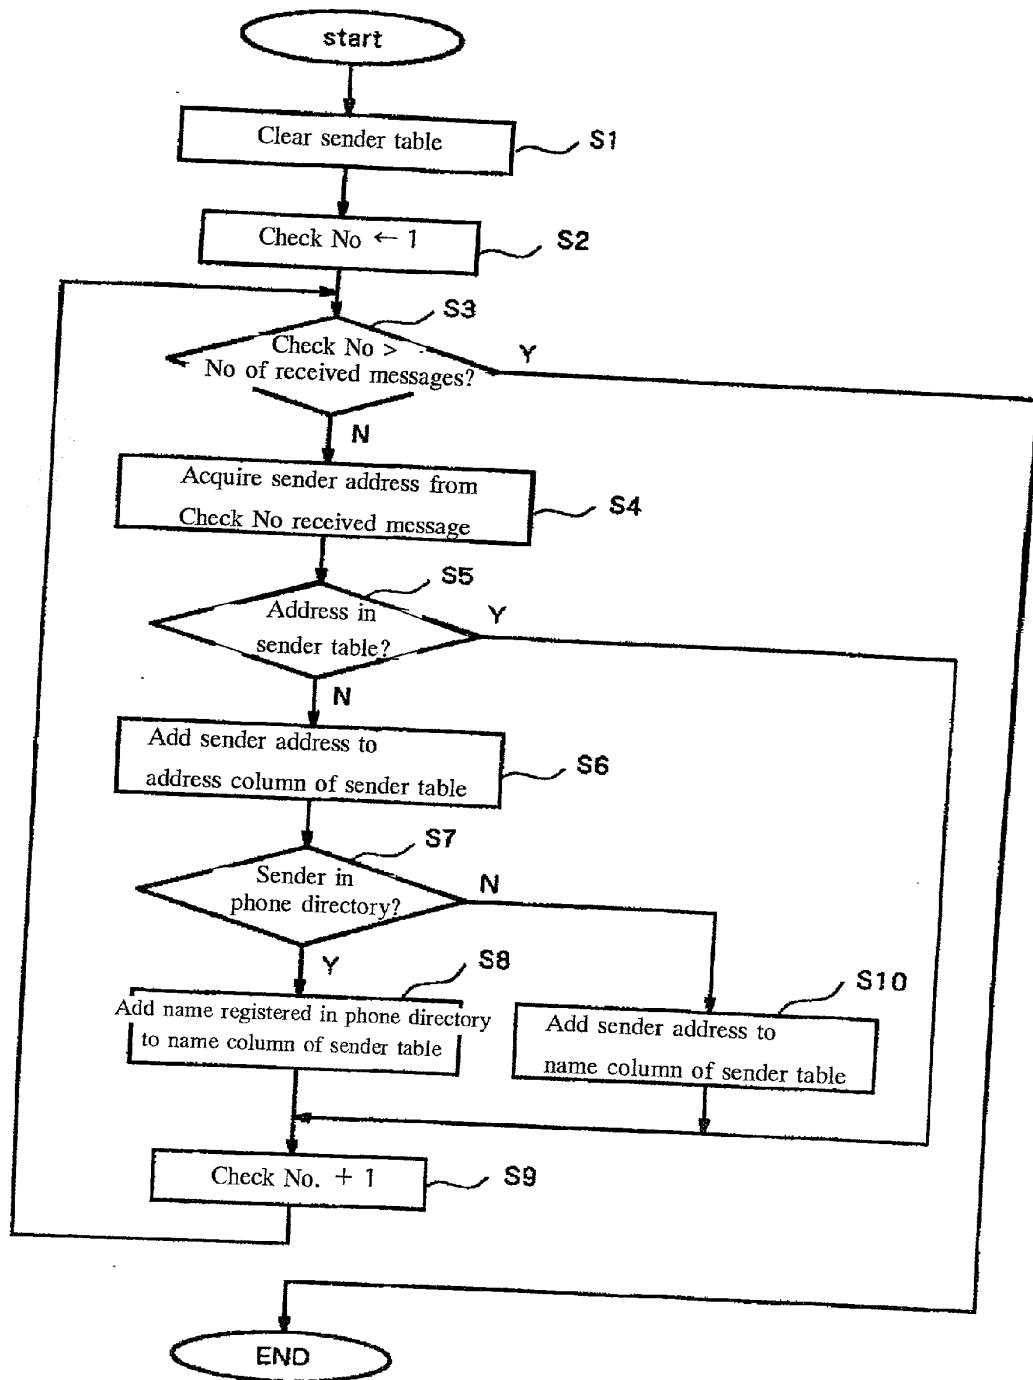 start
Clear sender table
S1
Check No ← 1
S2
S3
Check No >
No of received messages?
Y
N
Acquire sender address from
Check No received message
S4
S5
Address in
sender table?
Y
N
Add sender address to
address column of sender table
S6
S7
Sender in
phone directory?
N
Y
S8
Add name registered in phone directory
to name column of sender table
S10
Add sender address to
name column of sender table
Check No. + 1
S9
END